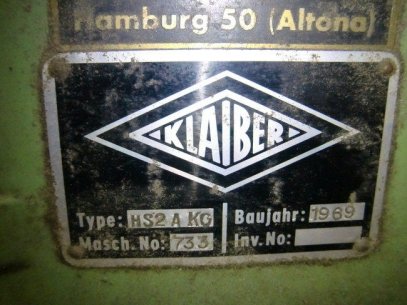 Hamburg 50 (Altona)
KLAIBER
Type: HS2 A KG
Masch. No: 733
Baujahr: 1969
Inv. No: